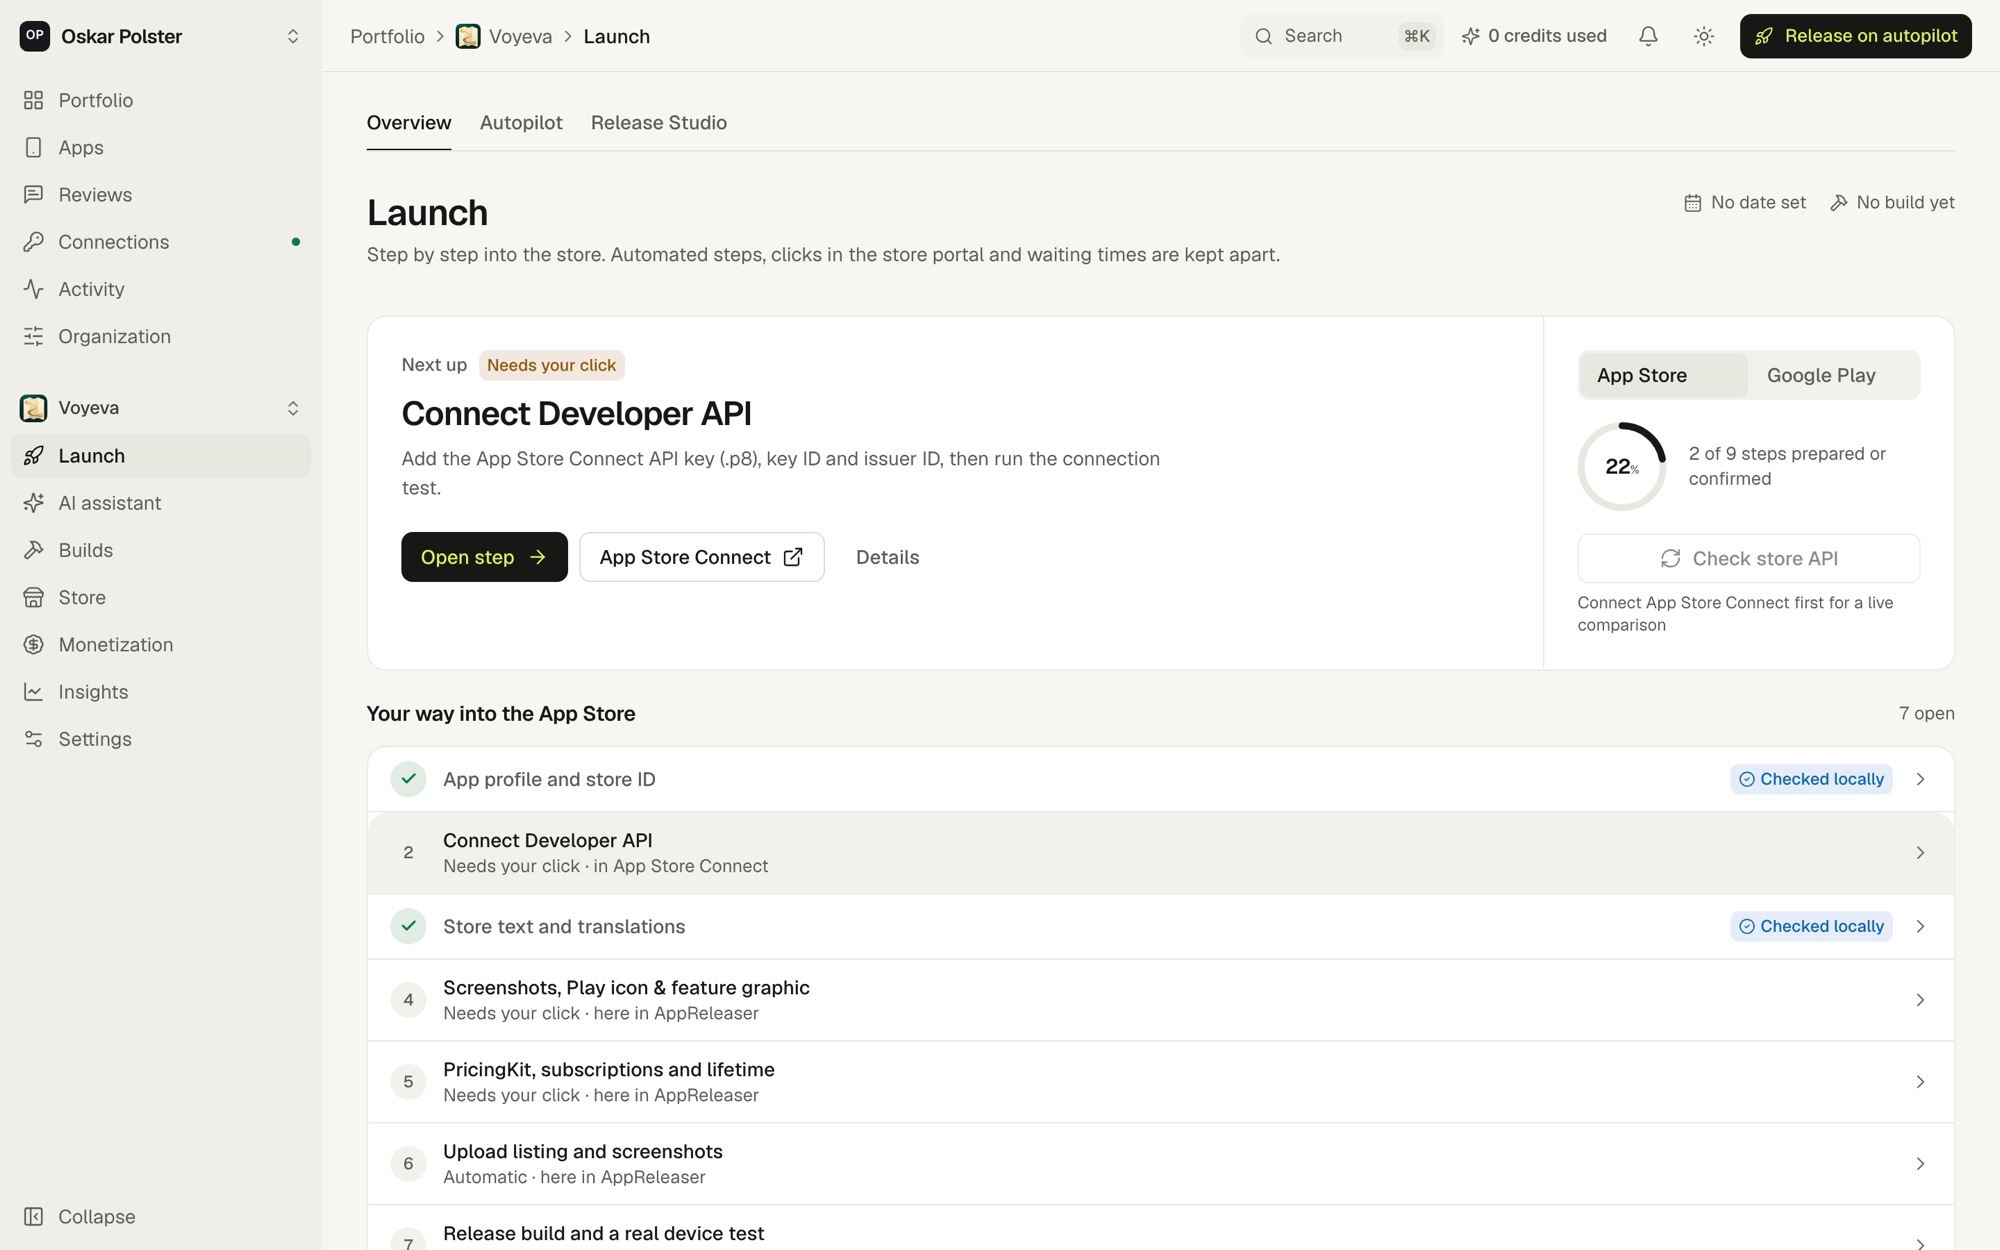 OP Oskar Polster
Portfolio
Apps
Reviews
Connections
Activity
Organization
Voyeva
Launch
AI assistant
Builds
Store
Monetization
Insights
Settings
Collapse
Portfolio > Voyeva > Launch
Search ⌘K
0 credits used
Release on autopilot
Overview Autopilot Release Studio
Launch
No date set No build yet
Step by step into the store. Automated steps, clicks in the store portal and waiting times are kept apart.
Next up Needs your click
Connect Developer API
Add the App Store Connect API key (.p8), key ID and issuer ID, then run the connection
test.
Open step → App Store Connect Details
App Store Google Play
22%
2 of 9 steps prepared or
confirmed
Check store API
Connect App Store Connect first for a live
comparison
Your way into the App Store 7 open
App profile and store ID Checked locally
2 Connect Developer API
Needs your click · in App Store Connect
Store text and translations Checked locally
4 Screenshots, Play icon & feature graphic
Needs your click · here in AppReleaser
5 PricingKit, subscriptions and lifetime
Needs your click · here in AppReleaser
6 Upload listing and screenshots
Automatic · here in AppReleaser
7 Release build and a real device test